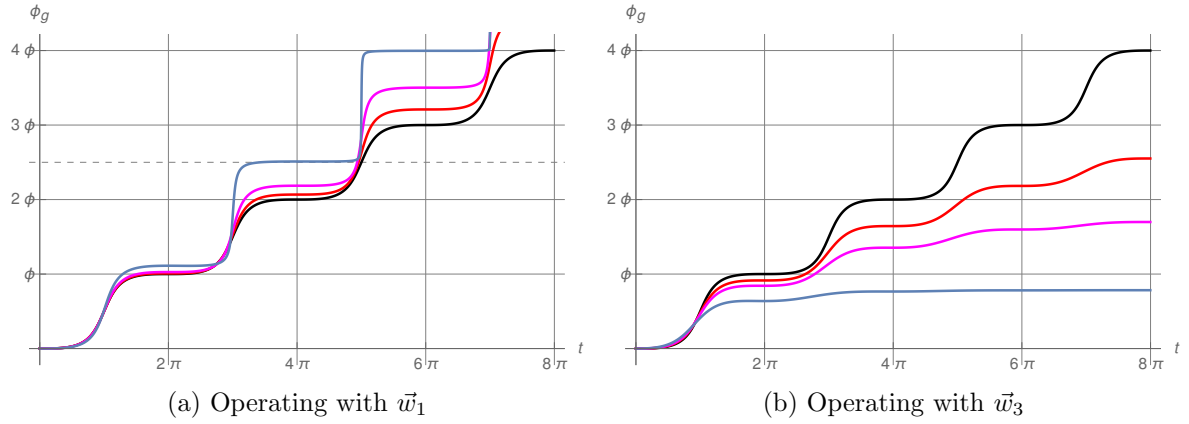 ϕg
4 ϕ
3 ϕ
2 ϕ
ϕ
2 π
4 π
6 π
8 π
t
(a) Operating with w⃗1
ϕg
4 ϕ
3 ϕ
2 ϕ
ϕ
2 π
4 π
6 π
8 π
t
(b) Operating with w⃗3